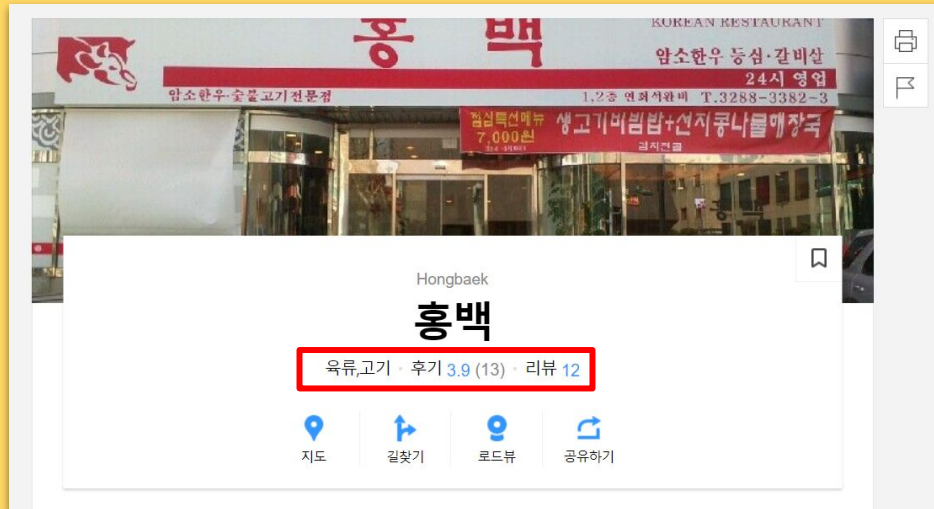 홍백
KOREAN RESTAURANT
암소한우 등심·갈비살
24시 영업
암소한우·숯불고기전문점
1,2층 연회석완비 T.3288-3382~3
점심특선메뉴
7,000원
생고기비빔밥+선지콩나물해장국
김치전골
Hongbaek
홍백
육류,고기 · 후기 3.9 (13) · 리뷰 12
지도 길찾기 로드뷰 공유하기